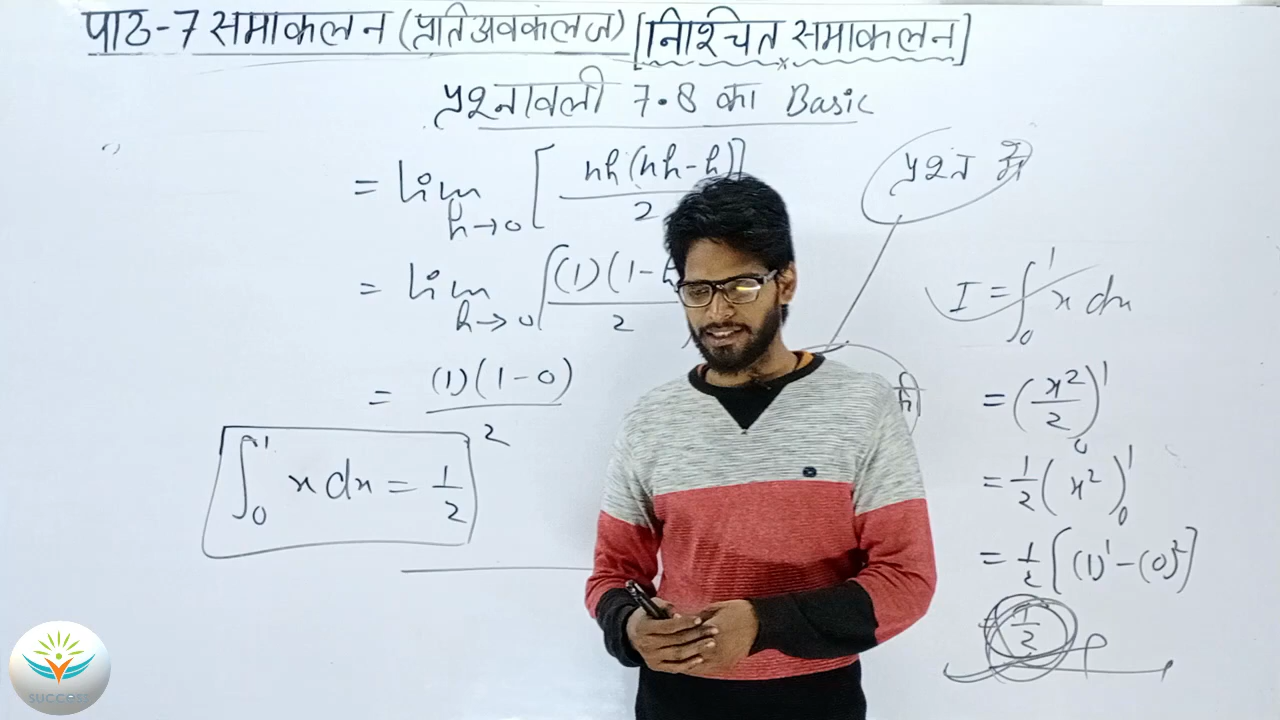 पाठ-7 समाकलन (प्रतिअवकलज) [निश्चित समाकलन]
प्रश्नावली 7.8 का Basic
= lim h→0 [nh(nh-h)/2]
= lim h→0 [(1)(1-
2
= (1)(1-0)/2
∫₀¹ x dx = 1/2
प्रश्न में
I = ∫₀¹ x dx
= (x²/2)₀¹
= 1/2 (x²)₀¹
= 1/2 [(1)¹-(0)²]
= 1/2
SUCCESS